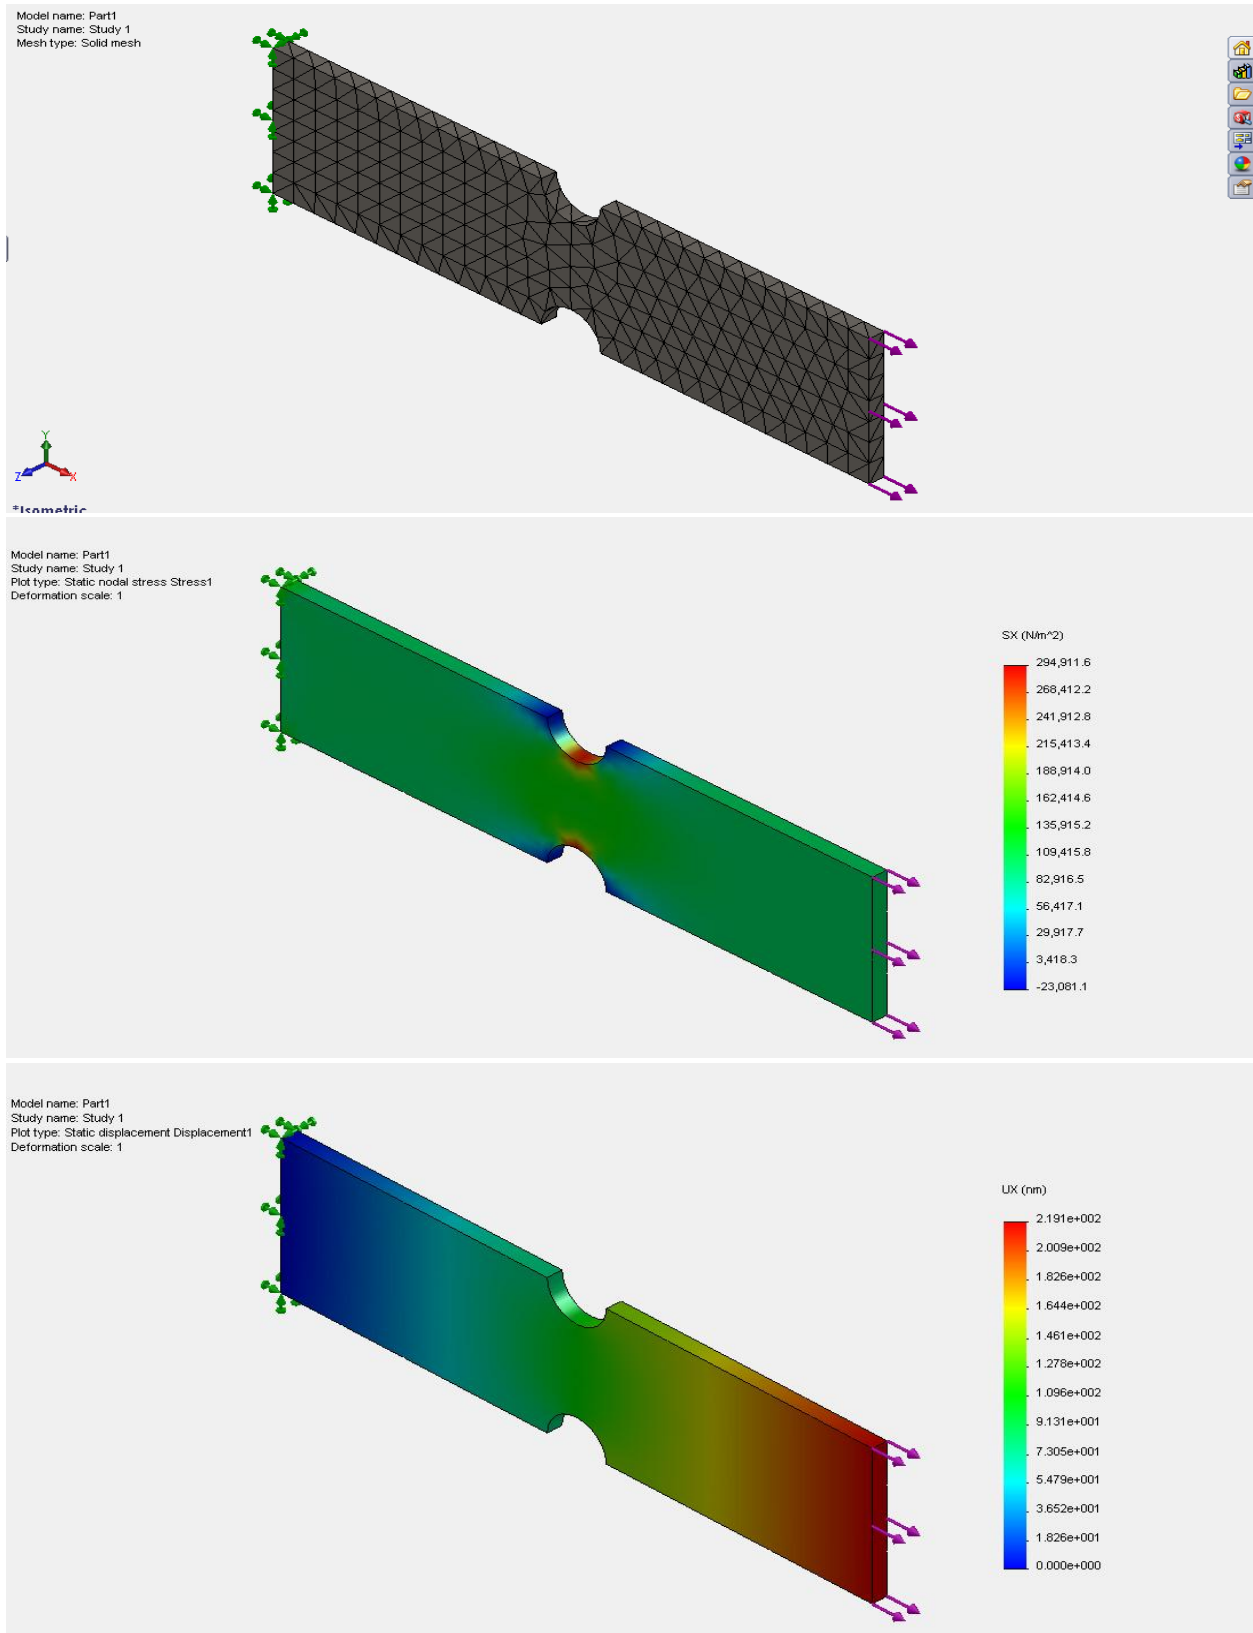 Model name: Part1
Study name: Study 1
Mesh type: Solid mesh
Y
Z
X
*Isometric
Model name: Part1
Study name: Study 1
Plot type: Static nodal stress Stress1
Deformation scale: 1
SX (N/m^2)
294,911.6
268,412.2
241,912.8
215,413.4
188,914.0
162,414.6
135,915.2
109,415.8
82,916.5
56,417.1
29,917.7
3,418.3
-23,081.1
Model name: Part1
Study name: Study 1
Plot type: Static displacement Displacement1
Deformation scale: 1
UX (nm)
2.191e+002
2.009e+002
1.826e+002
1.644e+002
1.461e+002
1.278e+002
1.096e+002
9.131e+001
7.305e+001
5.479e+001
3.652e+001
1.826e+001
0.000e+000